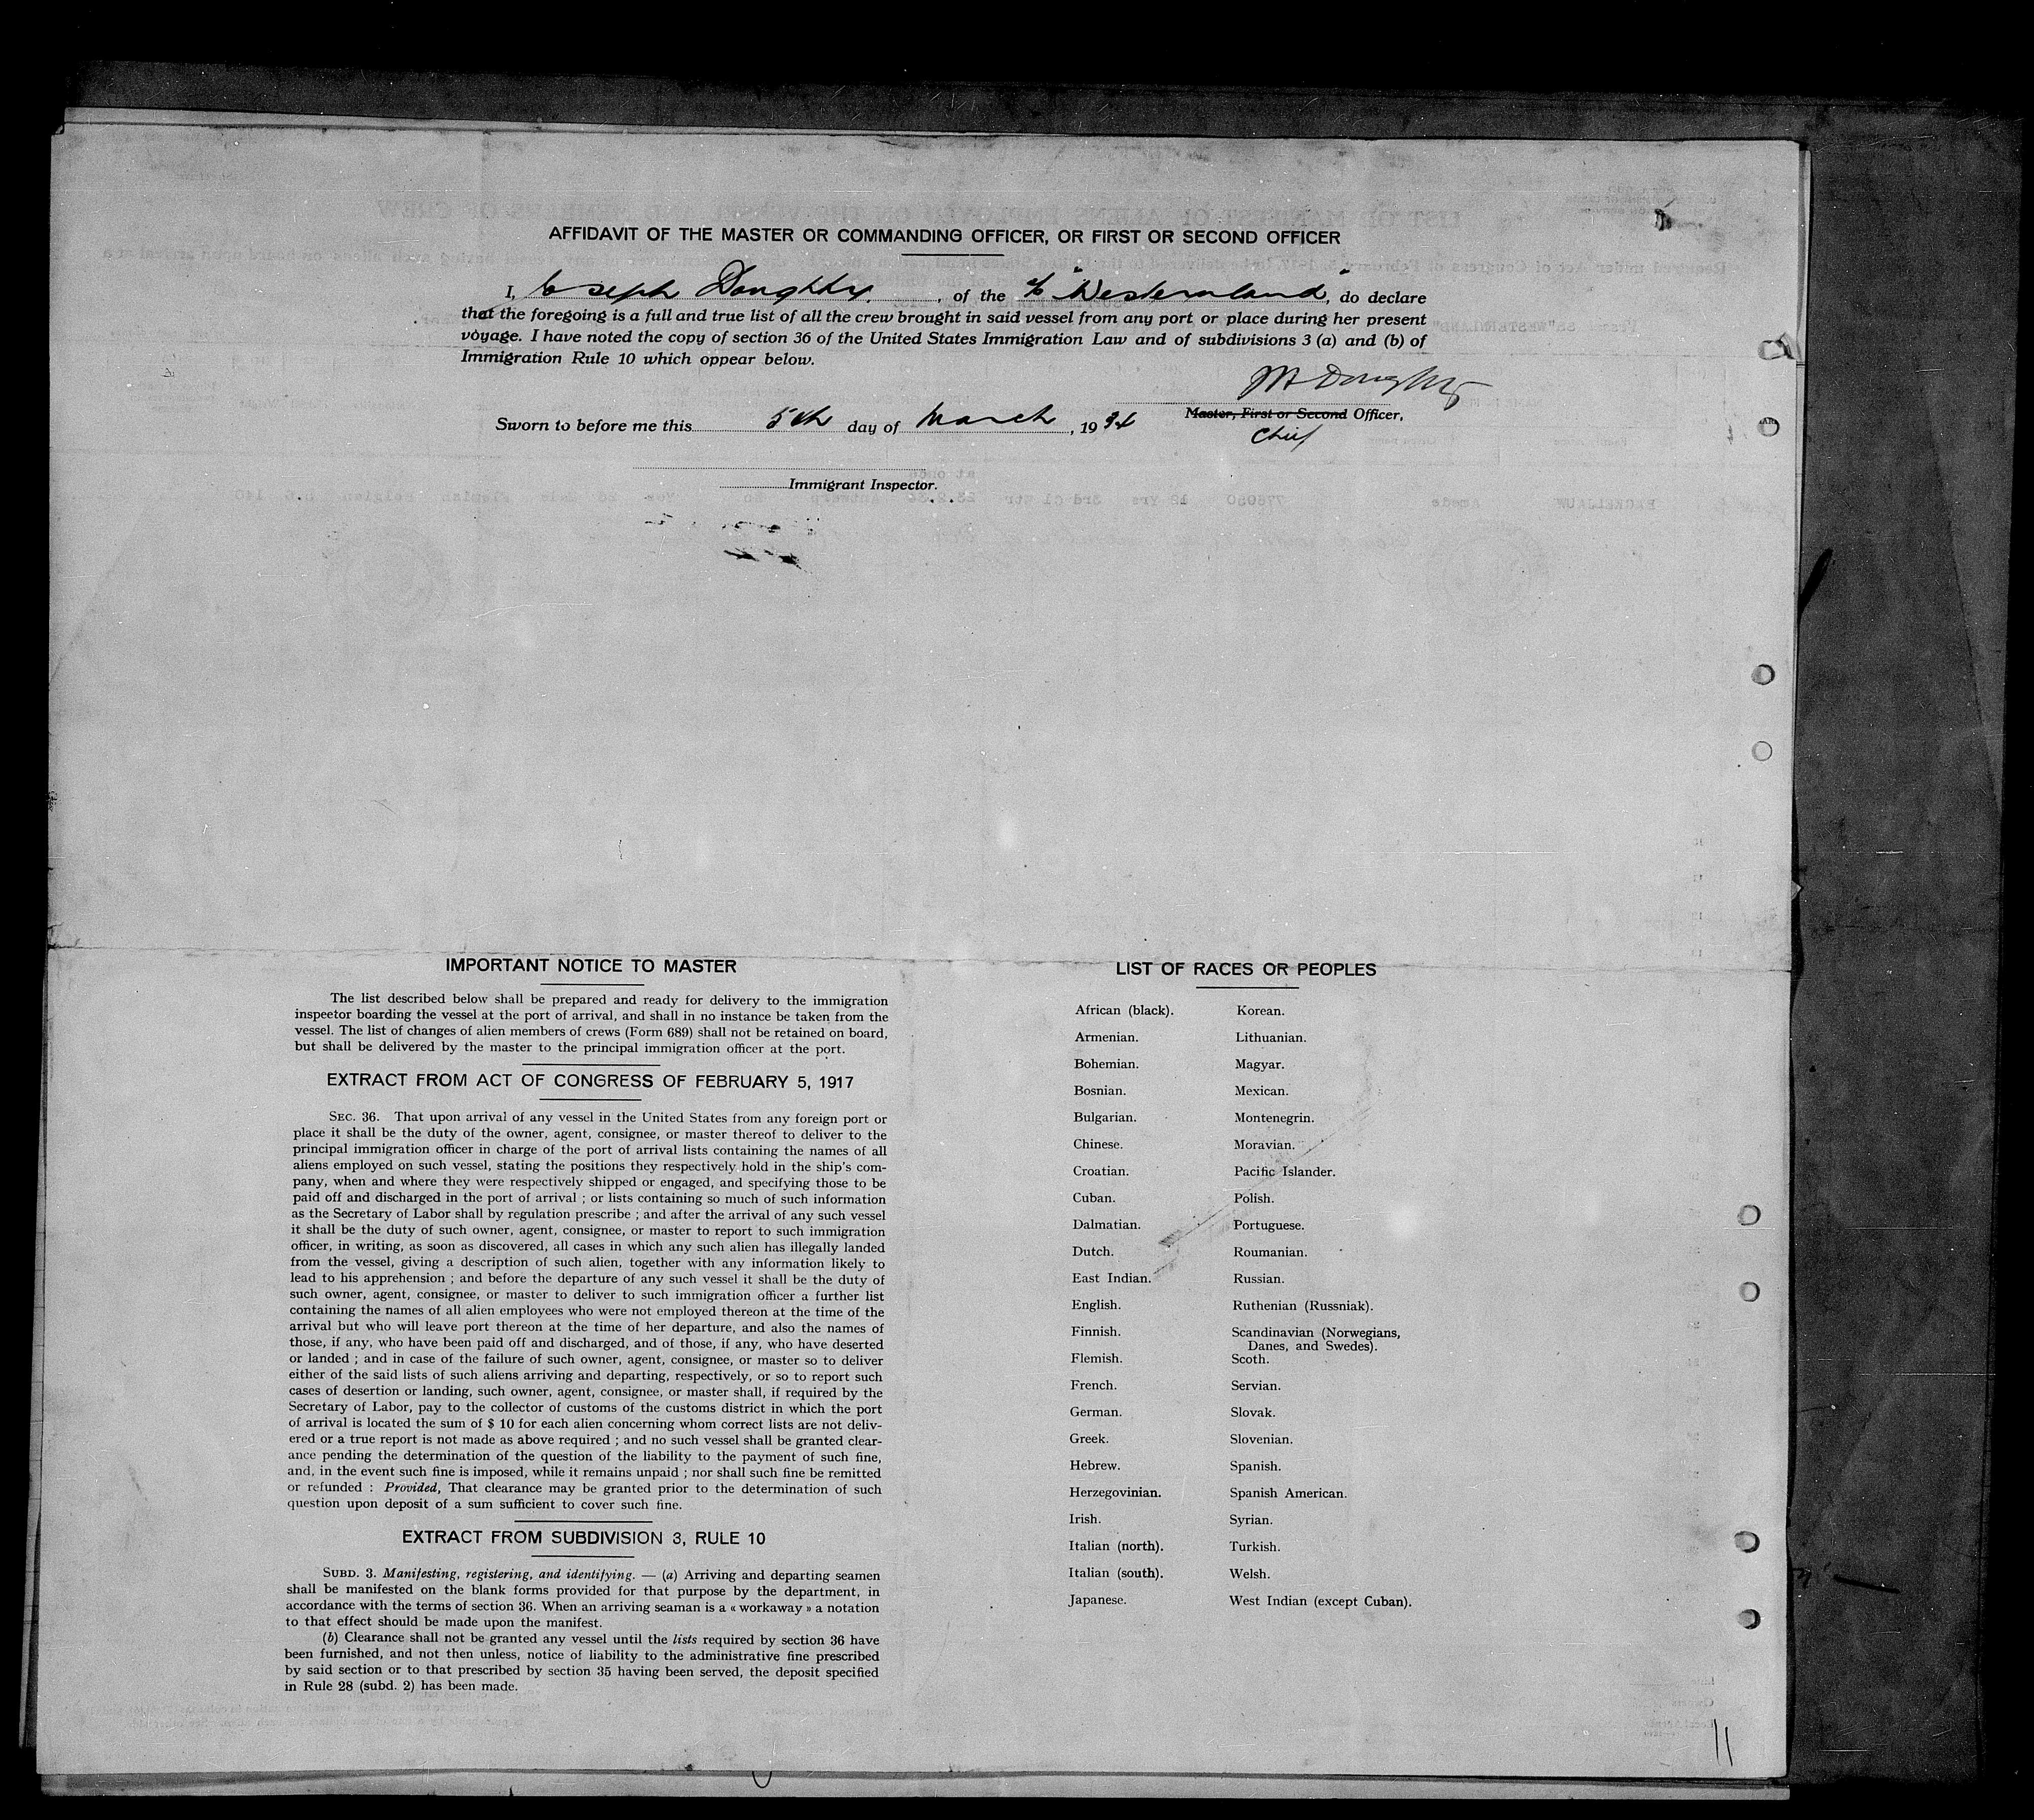 AFFIDAVIT OF THE MASTER OR COMMANDING OFFICER, OR FIRST OR SECOND OFFICER
I, Joseph Doughty, of the S/S "Westernland", do declare
that the foregoing is a full and true list of all the crew brought in said vessel from any port or place during her present
voyage. I have noted the copy of section 36 of the United States Immigration Law and of subdivisions 3 (a) and (b) of
Immigration Rule 10 which oppear below.
Doughty
Master, First or Second Officer,
Chief
Sworn to before me this 5th day of March, 1934
Immigrant Inspector.
IMPORTANT NOTICE TO MASTER
The list described below shall be prepared and ready for delivery to the immigration
inspeetor boarding the vessel at the port of arrival, and shall in no instance be taken from the
vessel. The list of changes of alien members of crews (Form 689) shall not be retained on board,
but shall be delivered by the master to the principal immigration officer at the port.
EXTRACT FROM ACT OF CONGRESS OF FEBRUARY 5, 1917
SEC. 36. That upon arrival of any vessel in the United States from any foreign port or
place it shall be the duty of the owner, agent, consignee, or master thereof to deliver to the
principal immigration officer in charge of the port of arrival lists containing the names of all
aliens employed on such vessel, stating the positions they respectively hold in the ship's com-
pany, when and where they were respectively shipped or engaged, and specifying those to be
paid off and discharged in the port of arrival ; or lists containing so much of such information
as the Secretary of Labor shall by regulation prescribe ; and after the arrival of any such vessel
it shall be the duty of such owner, agent, consignee, or master to report to such immigration
officer, in writing, as soon as discovered, all cases in which any such alien has illegally landed
from the vessel, giving a description of such alien, together with any information likely to
lead to his apprehension ; and before the departure of any such vessel it shall be the duty of
such owner, agent, consignee, or master to deliver to such immigration officer a further list
containing the names of all alien employees who were not employed thereon at the time of the
arrival but who will leave port thereon at the time of her departure, and also the names of
those, if any, who have been paid off and discharged, and of those, if any, who have deserted
or landed ; and in case of the failure of such owner, agent, consignee, or master so to deliver
either of the said lists of such aliens arriving and departing, respectively, or so to report such
cases of desertion or landing, such owner, agent, consignee, or master shall, if required by the
Secretary of Labor, pay to the collector of customs of the customs district in which the port
of arrival is located the sum of $ 10 for each alien concerning whom correct lists are not deliv-
ered or a true report is not made as above required ; and no such vessel shall be granted clear-
ance pending the determination of the question of the liability to the payment of such fine,
and, in the event such fine is imposed, while it remains unpaid ; nor shall such fine be remitted
or refunded : Provided, That clearance may be granted prior to the determination of such
question upon deposit of a sum sufficient to cover such fine.
EXTRACT FROM SUBDIVISION 3, RULE 10
SUBD. 3. Manifesting, registering, and identifying. — (a) Arriving and departing seamen
shall be manifested on the blank forms provided for that purpose by the department, in
accordance with the terms of section 36. When an arriving seaman is a « workaway » a notation
to that effect should be made upon the manifest.
(b) Clearance shall not be granted any vessel until the lists required by section 36 have
been furnished, and not then unless, notice of liability to the administrative fine prescribed
by said section or to that prescribed by section 35 having been served, the deposit specified
in Rule 28 (subd. 2) has been made.
LIST OF RACES OR PEOPLES
African (black).
Armenian.
Bohemian.
Bosnian.
Bulgarian.
Chinese.
Croatian.
Cuban.
Dalmatian.
Dutch.
East Indian.
English.
Finnish.
Flemish.
French.
German.
Greek.
Hebrew.
Herzegovinian.
Irish.
Italian (north).
Italian (south).
Japanese.
Korean.
Lithuanian.
Magyar.
Mexican.
Montenegrin.
Moravian.
Pacific Islander.
Polish.
Portuguese.
Roumanian.
Russian.
Ruthenian (Russniak).
Scandinavian (Norwegians,
Danes, and Swedes).
Scoth.
Servian.
Slovak.
Slovenian.
Spanish.
Spanish American.
Syrian.
Turkish.
Welsh.
West Indian (except Cuban).
11